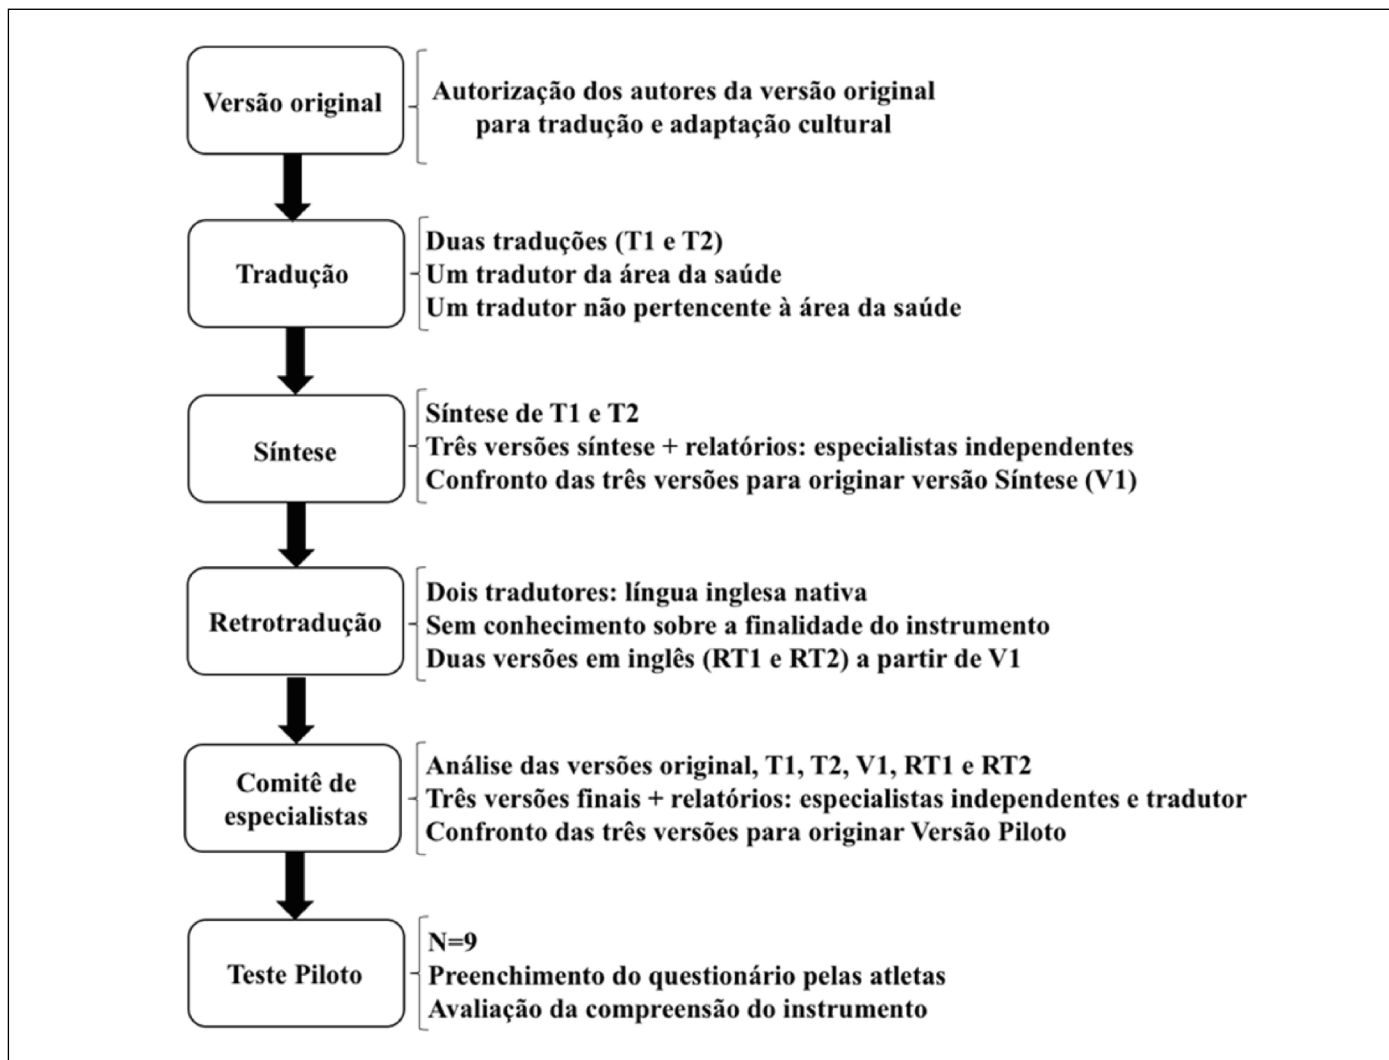 Versão original
Autorização dos autores da versão original
para tradução e adaptação cultural
Tradução
Duas traduções (T1 e T2)
Um tradutor da área da saúde
Um tradutor não pertencente à área da saúde
Síntese
Síntese de T1 e T2
Três versões síntese + relatórios: especialistas independentes
Confronto das três versões para originar versão Síntese (V1)
Retrotradução
Dois tradutores: língua inglesa nativa
Sem conhecimento sobre a finalidade do instrumento
Duas versões em inglês (RT1 e RT2) a partir de V1
Comitê de
especialistas
Análise das versões original, T1, T2, V1, RT1 e RT2
Três versões finais + relatórios: especialistas independentes e tradutor
Confronto das três versões para originar Versão Piloto
Teste Piloto
N=9
Preenchimento do questionário pelas atletas
Avaliação da compreensão do instrumento